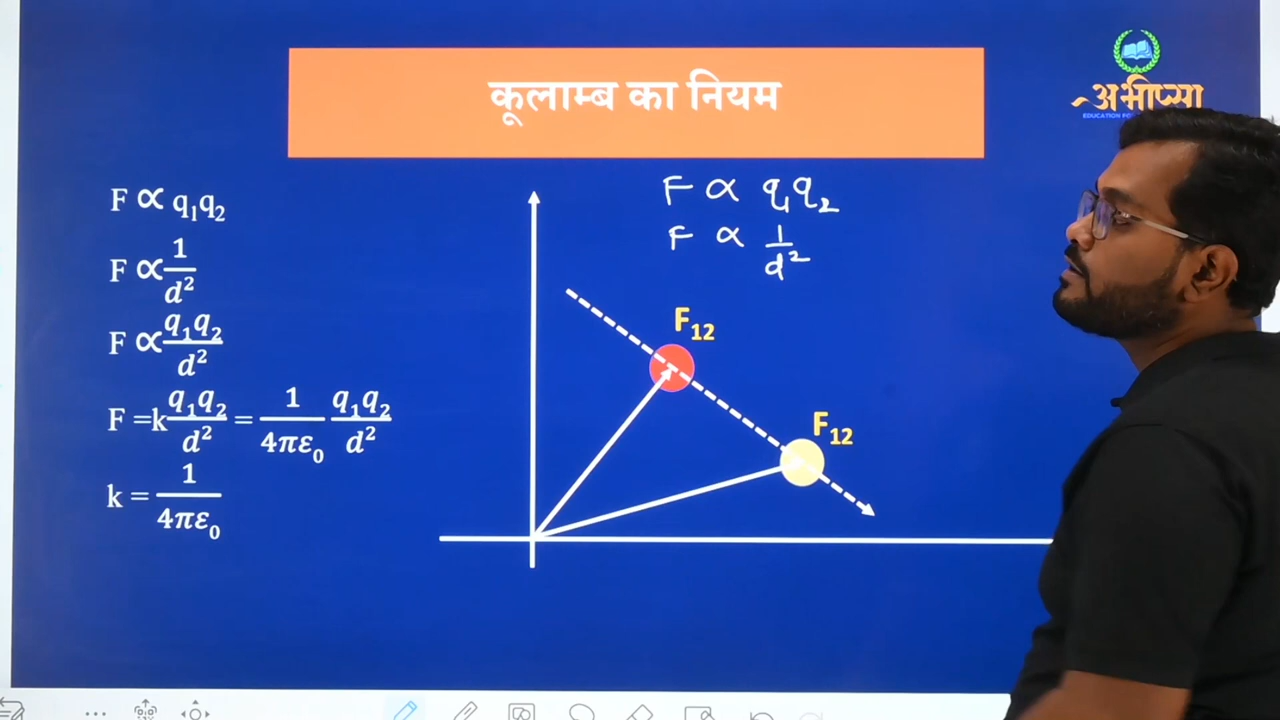 कूलाम्ब का नियम
अभीप्सा
F ∝ q₁q₂
F ∝ 1/d²
F ∝ q₁q₂/d²
F =k q₁q₂/d² = 1/4πε₀ q₁q₂/d²
k = 1/4πε₀
F ∝ q₁q₂
F ∝ 1/d²
F₁₂
F₁₂